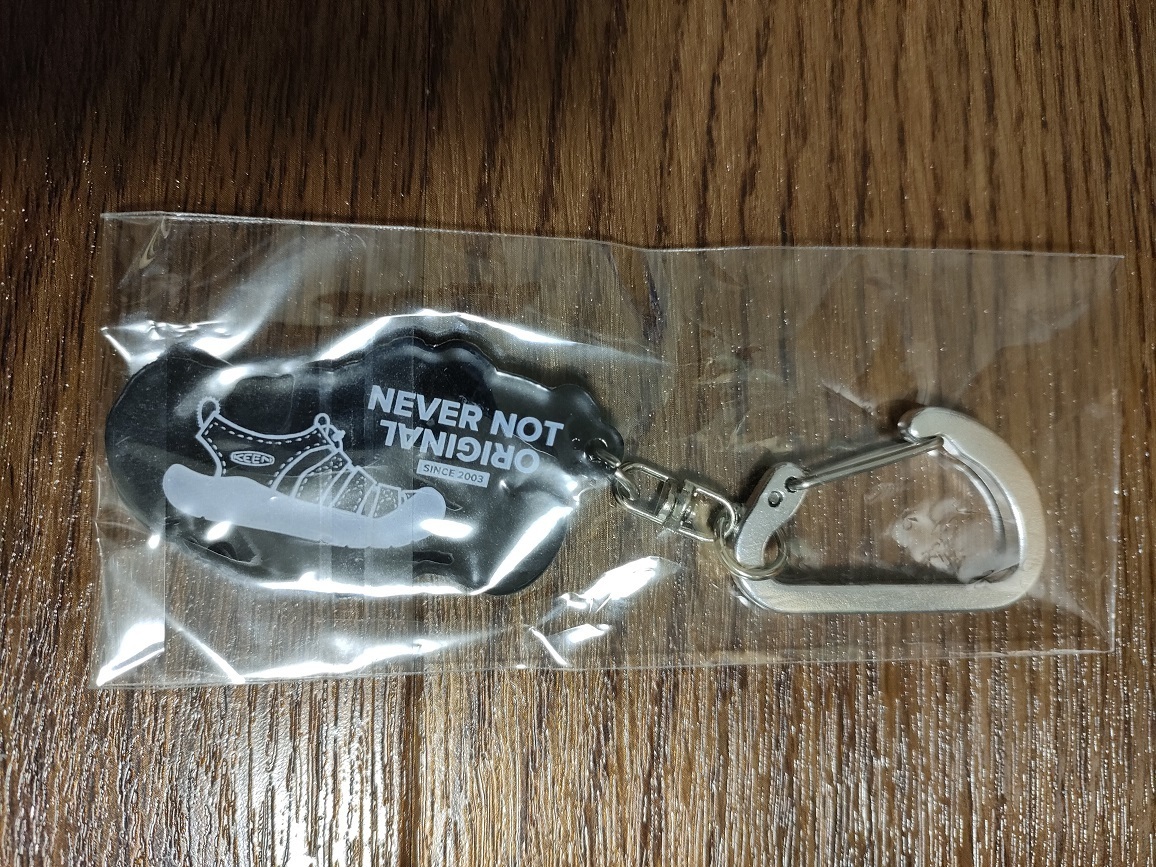 NEVER NOT
ORIGINAL
SINCE 2003
KEEN